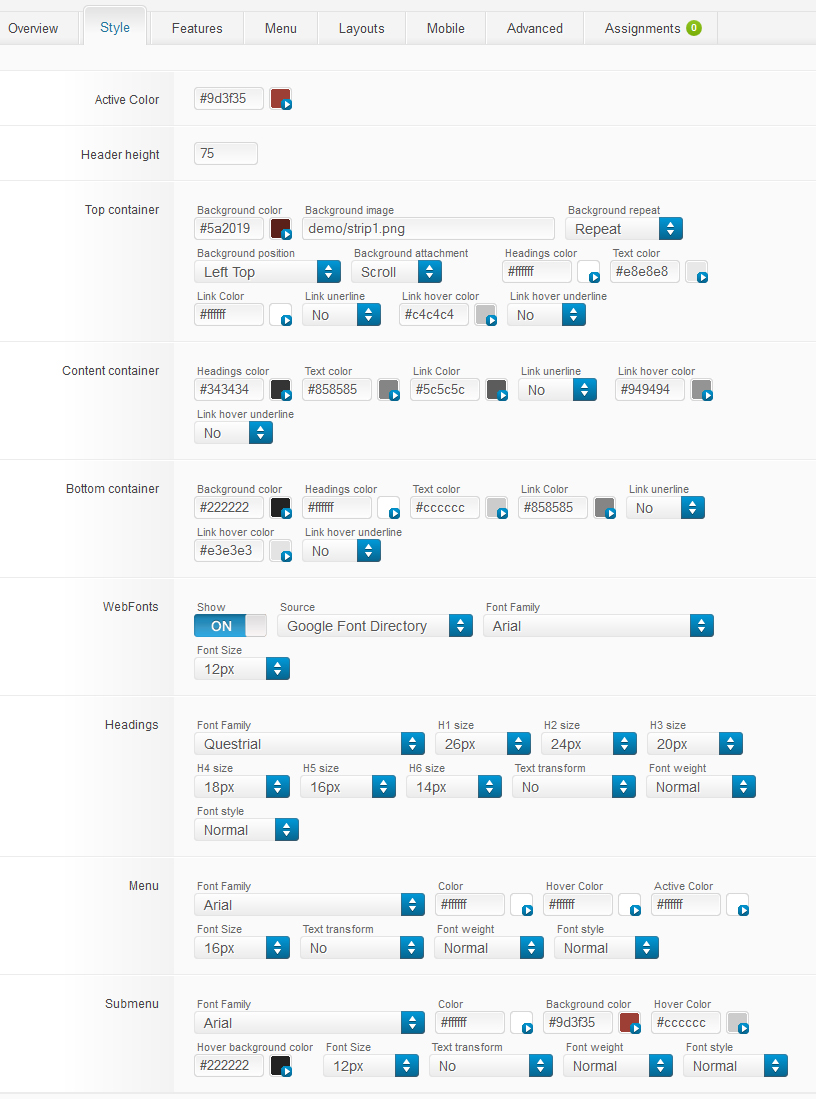 Overview Style Features Menu Layouts Mobile Advanced Assignments 0
Active Color #9d3f35
Header height 75
Top container Background color Background image Background repeat
#5a2019 demo/strip1.png Repeat
Background position Background attachment Headings color Text color
Left Top Scroll #ffffff #e8e8e8
Link Color Link unerline Link hover color Link hover underline
#ffffff No #c4c4c4 No
Content container Headings color Text color Link Color Link unerline Link hover color
#343434 #858585 #5c5c5c No #949494
Link hover underline
No
Bottom container Background color Headings color Text color Link Color Link unerline
#222222 #ffffff #cccccc #858585 No
Link hover color Link hover underline
#e3e3e3 No
WebFonts Show Source Font Family
ON Google Font Directory Arial
Font Size
12px
Headings Font Family H1 size H2 size H3 size
Questrial 26px 24px 20px
H4 size H5 size H6 size Text transform Font weight
18px 16px 14px No Normal
Font style
Normal
Menu Font Family Color Hover Color Active Color
Arial #ffffff #ffffff #ffffff
Font Size Text transform Font weight Font style
16px No Normal Normal
Submenu Font Family Color Background color Hover Color
Arial #ffffff #9d3f35 #cccccc
Hover background color Font Size Text transform Font weight Font style
#222222 12px No Normal Normal